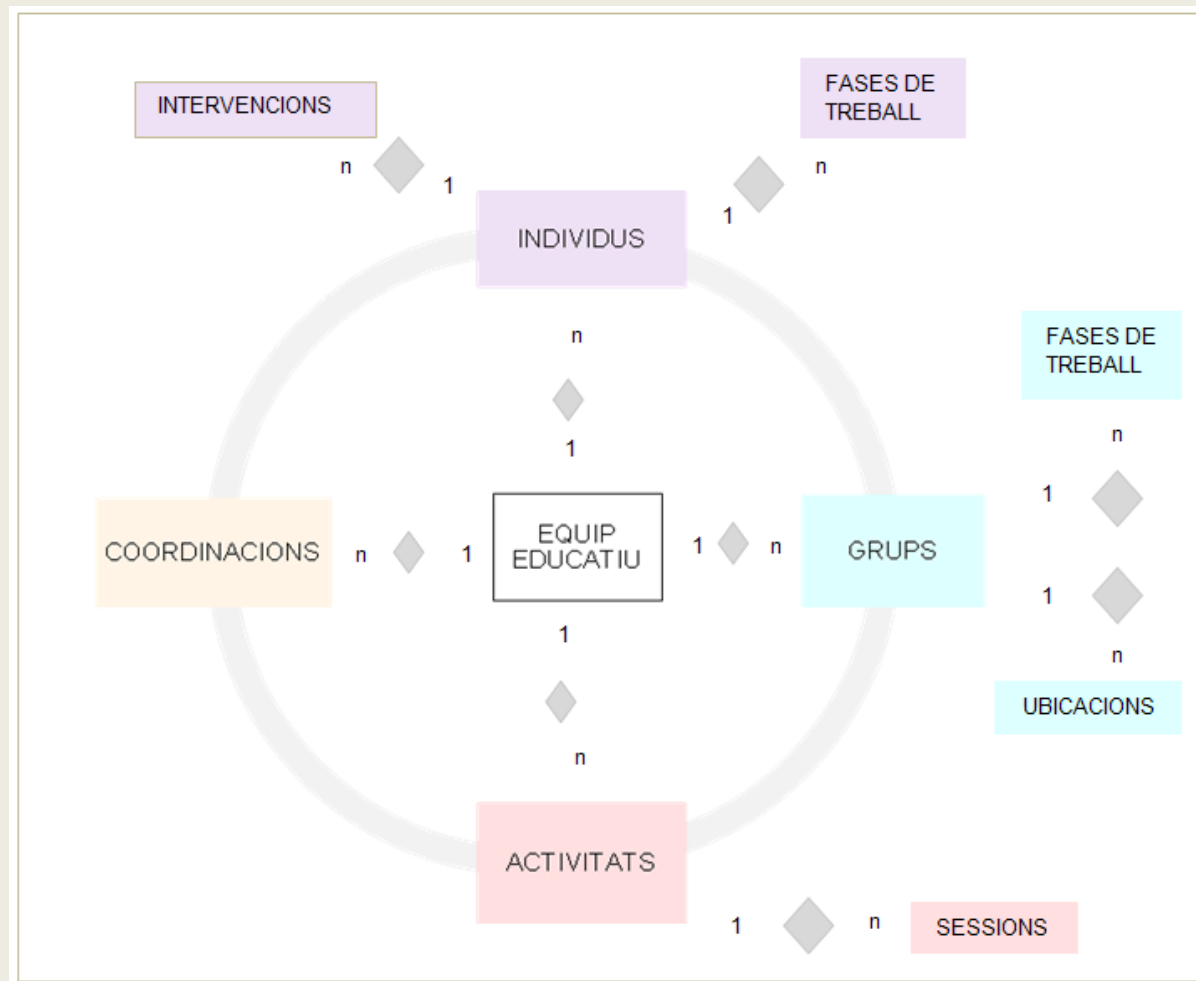 INTERVENCIONS
FASES DE
TREBALL
n
n
1
1
INDIVIDUS
n
1
FASES DE
TREBALL
n
1
COORDINACIONS
n
1
EQUIP
EDUCATIU
1
n
GRUPS
1
n
UBICACIONS
1
n
ACTIVITATS
1
n
SESSIONS